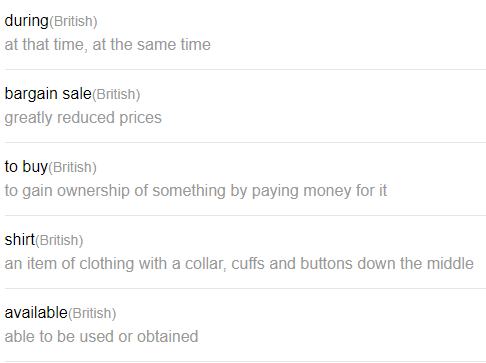 during(British)
at that time, at the same time
bargain sale(British)
greatly reduced prices
to buy(British)
to gain ownership of something by paying money for it
shirt(British)
an item of clothing with a collar, cuffs and buttons down the middle
available(British)
able to be used or obtained